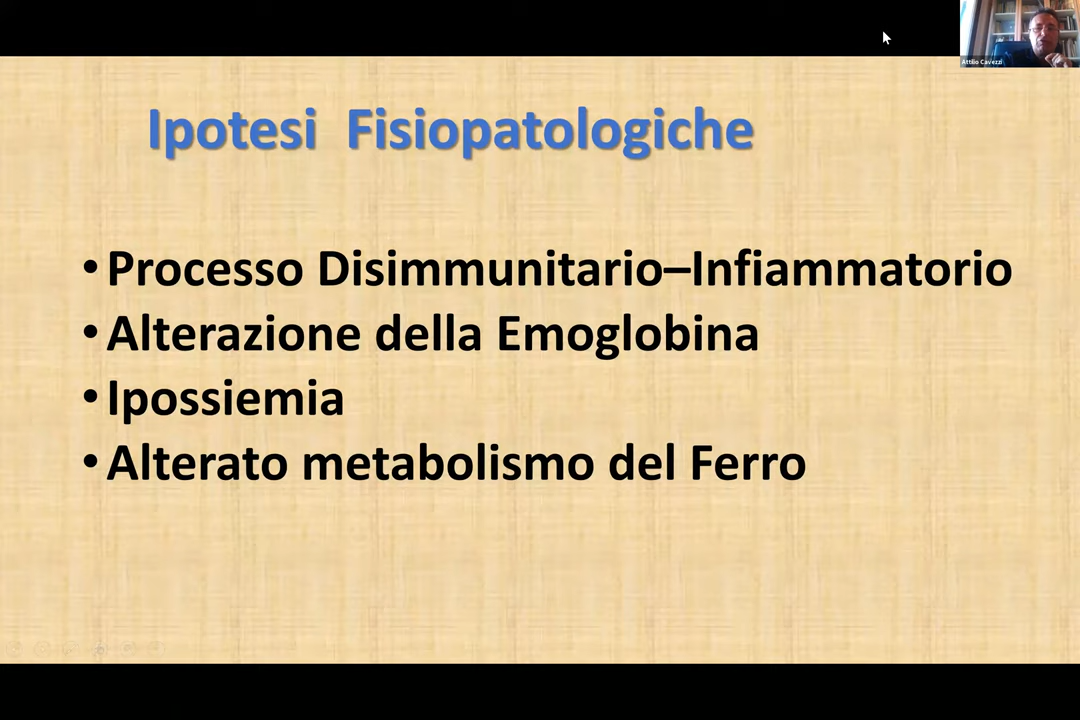 Attilio Cavezzi
Ipotesi Fisiopatologiche
•Processo Disimmunitario–Infiammatorio
•Alterazione della Emoglobina
•Ipossiemia
•Alterato metabolismo del Ferro